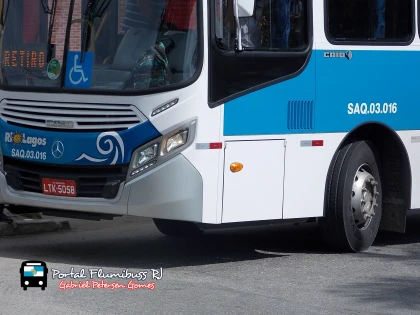 RETIRO
CAIO
Rio Lagos
SAQ.03.016
SAQ.03.016
LTK-5058
Portal Flumibuss RJ
Gabriel Petersen Gomes